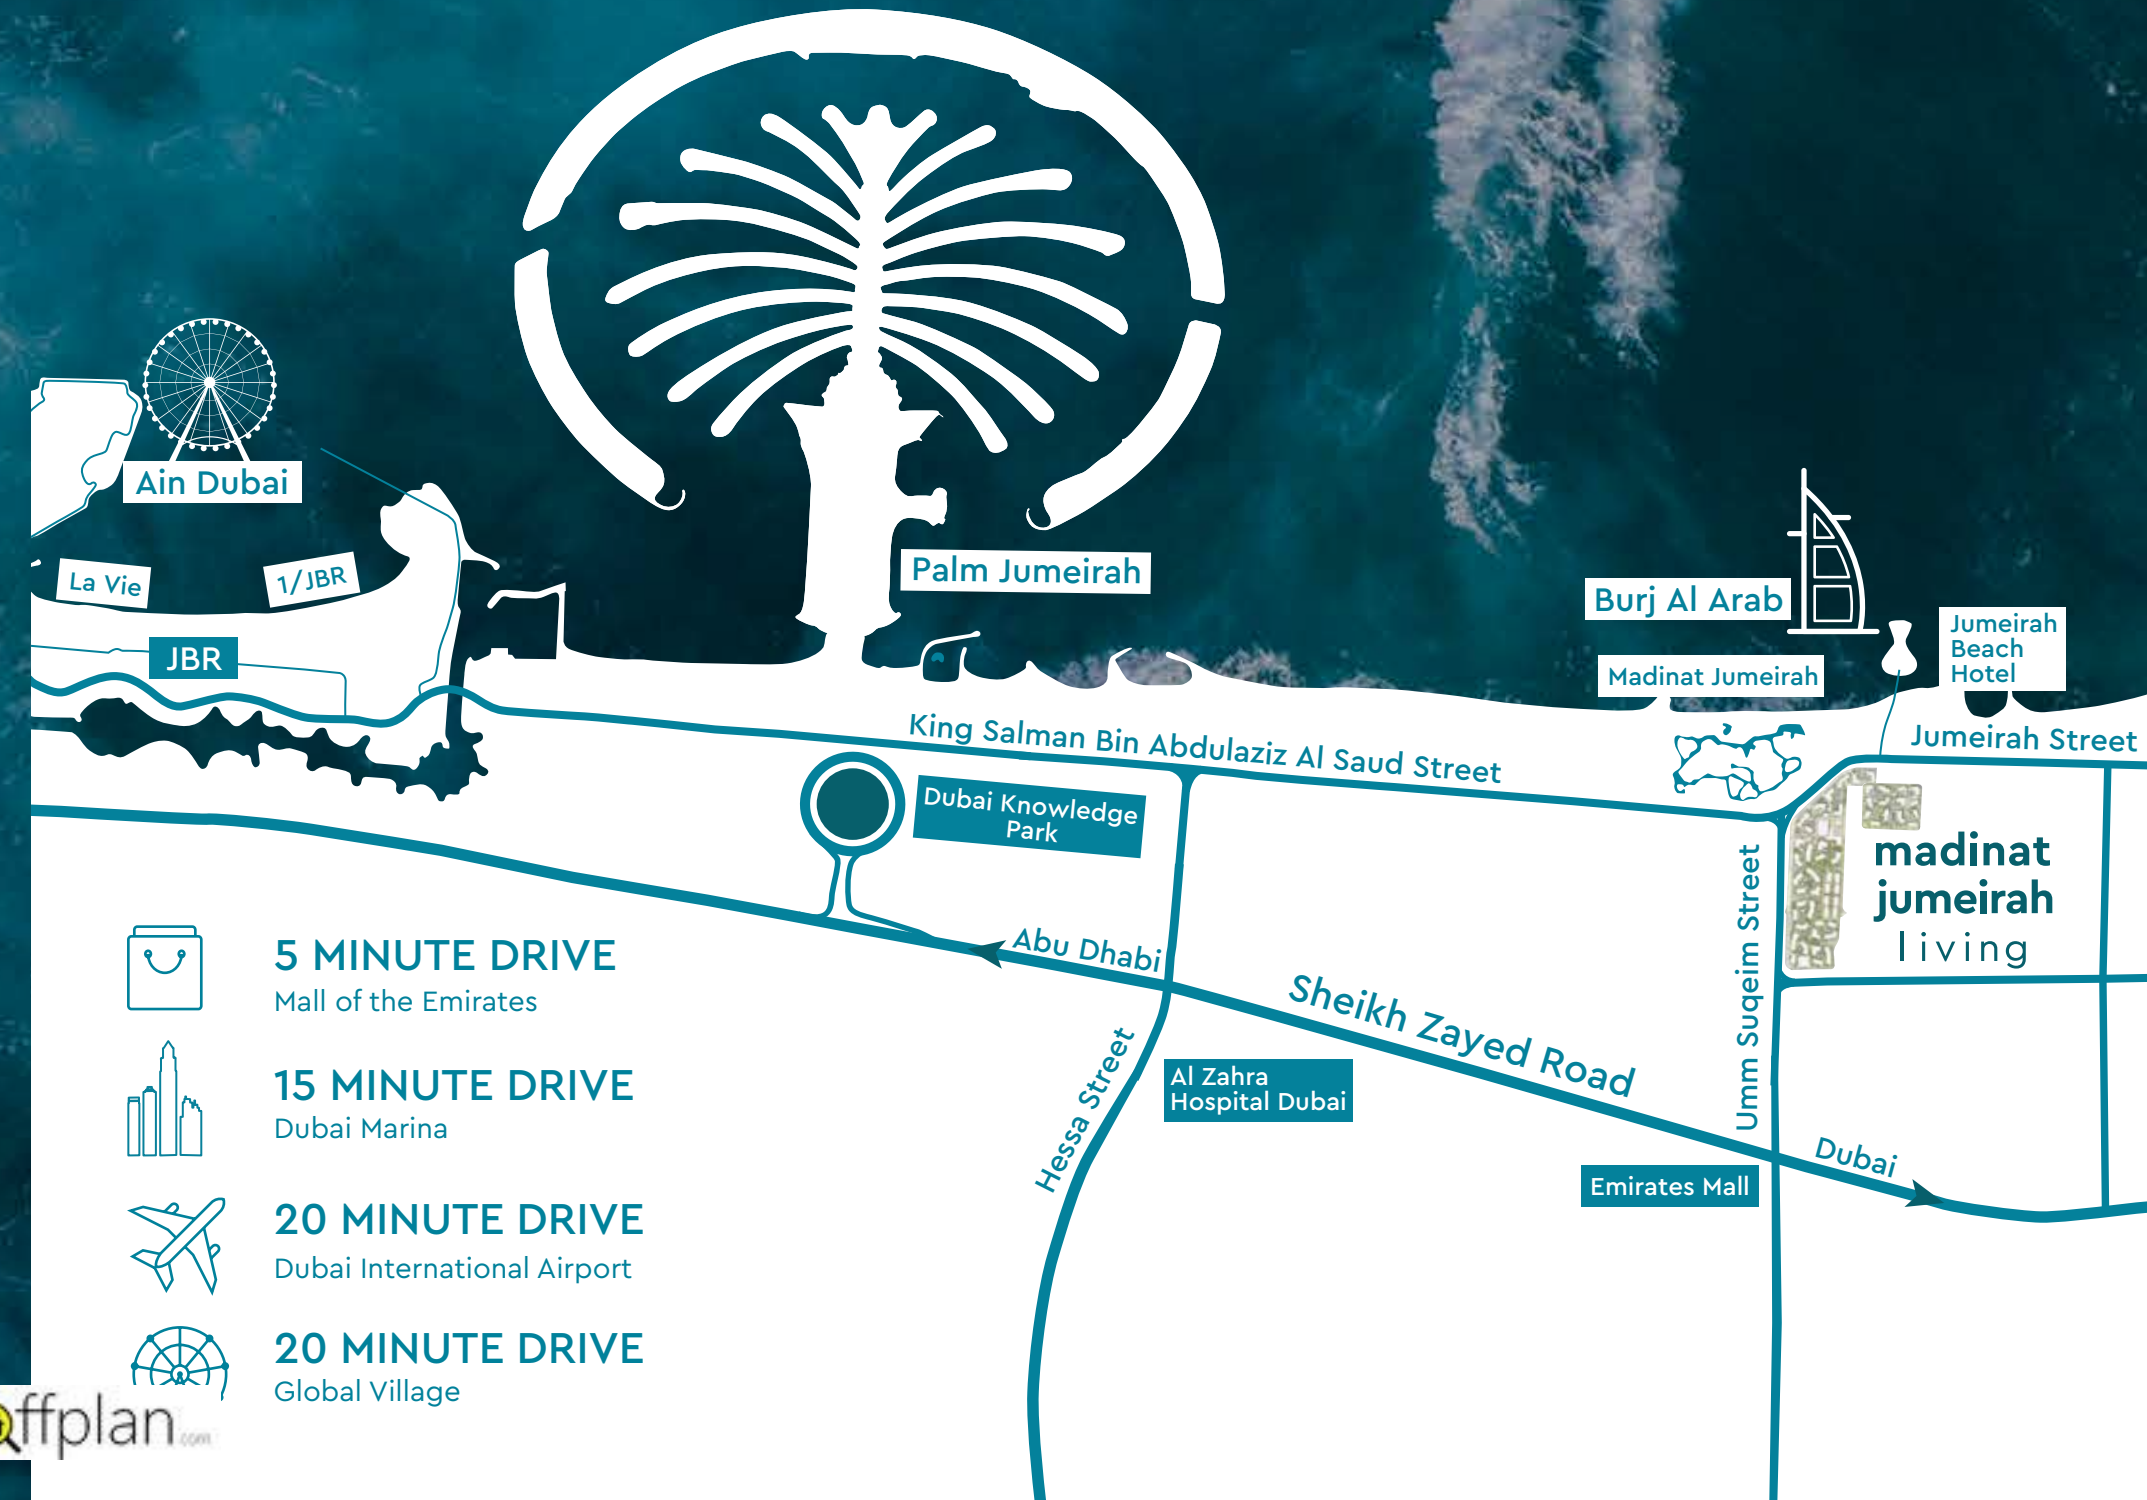 Ain Dubai
La Vie
1/JBR
JBR
Palm Jumeirah
Burj Al Arab
Jumeirah
Beach
Hotel
Madinat Jumeirah
King Salman Bin Abdulaziz Al Saud Street
Jumeirah Street
Dubai Knowledge
Park
madinat
jumeirah
living
Umm Suqeim Street
Abu Dhabi
Sheikh Zayed Road
Hessa Street
Al Zahra
Hospital Dubai
Emirates Mall
Dubai
5 MINUTE DRIVE
Mall of the Emirates
15 MINUTE DRIVE
Dubai Marina
20 MINUTE DRIVE
Dubai International Airport
20 MINUTE DRIVE
Global Village
offplan.com